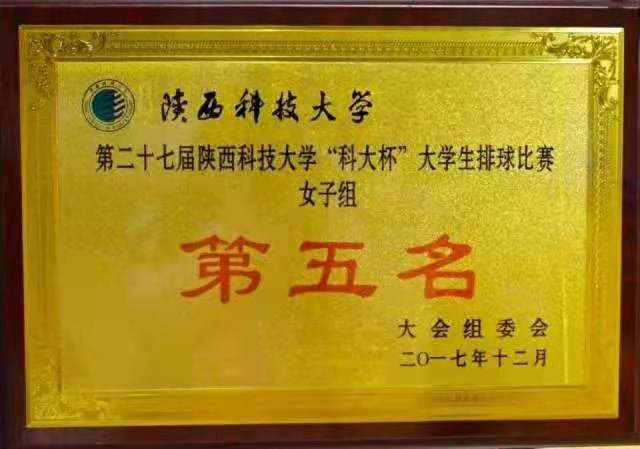 陕西科技大学
第二十七届陕西科技大学“科大杯”大学生排球比赛
女子组
第五名
大会组委会
二〇一七年十二月